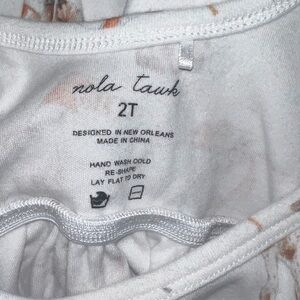 nola tawk
2T
DESIGNED IN NEW ORLEANS
MADE IN CHINA
HAND WASH COLD
RE-SHAPE
LAY FLAT TO DRY